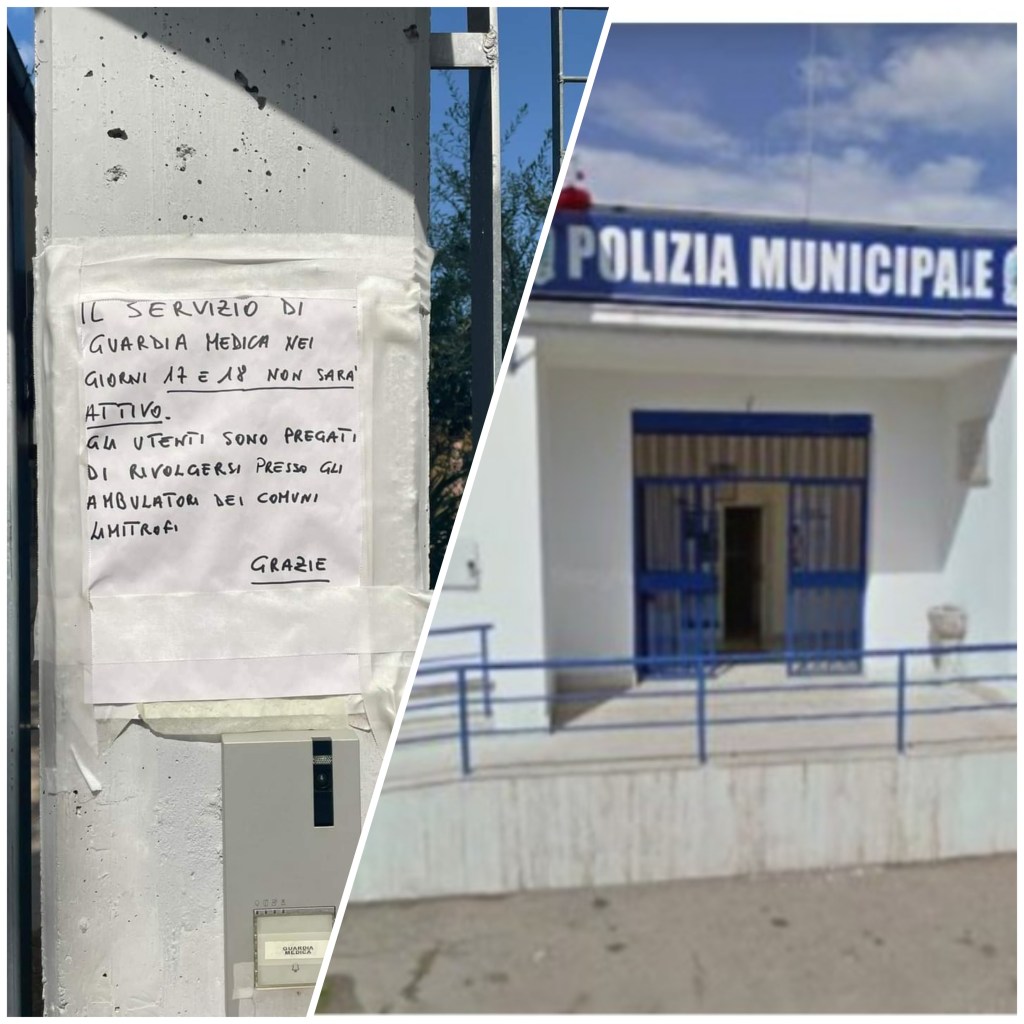 IL SERVIZIO DI
GUARDIA MEDICA NEI
GIORNI 17 E 18 NON SARA'
ATTIVO.
GLI UTENTI SONO PREGATI
DI RIVOLGERSI PRESSO GLI
AMBULATORI DEI COMUNI
LIMITROFI
GRAZIE
GUARDIA
MEDICA
POLIZIA MUNICIPALE